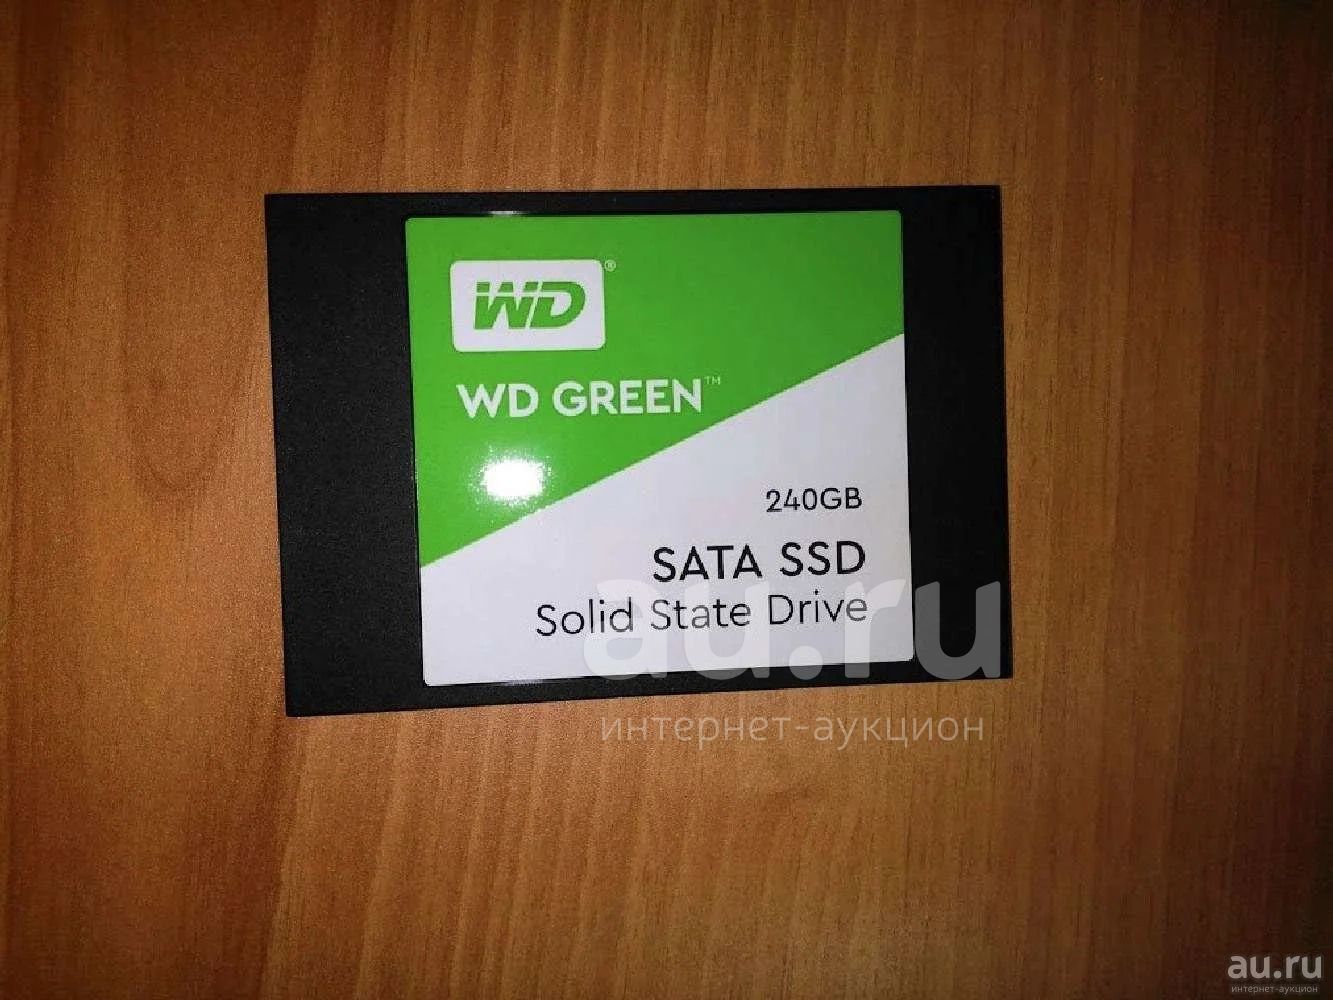 WD®
WD GREEN™
240GB
SATA SSD
Solid State Drive
au.ru
интернет-аукцион
au.ru
интернет-аукцион